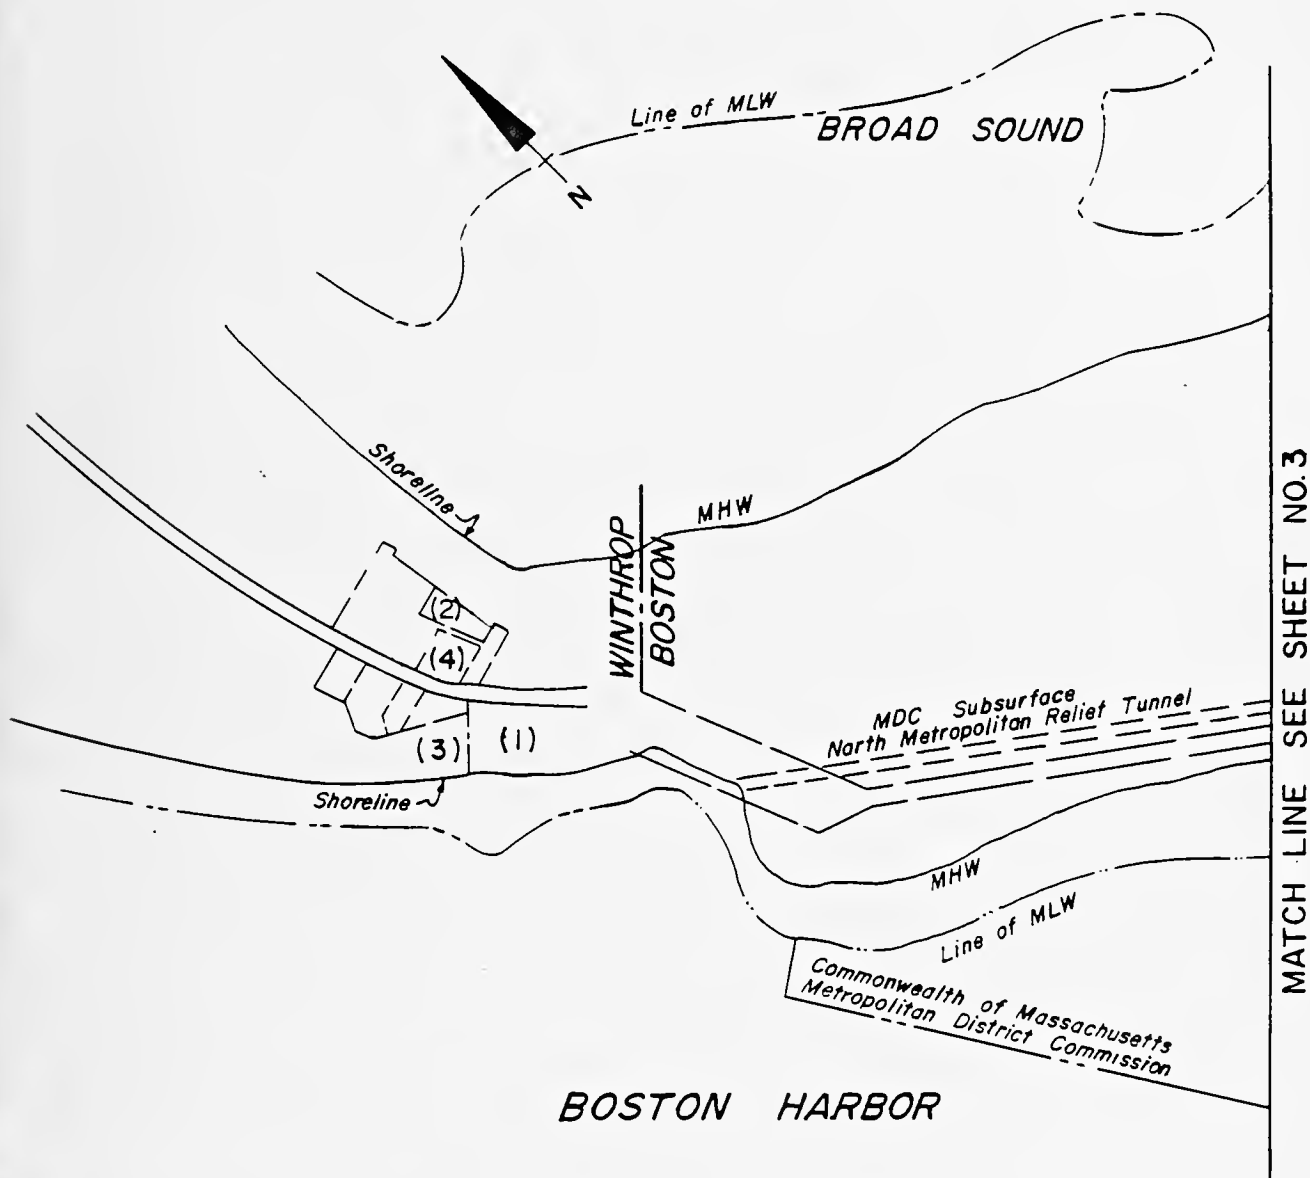 Line of MLW
BROAD SOUND
N
Shoreline
MHW
WINTHROP
BOSTON
(2)
(4)
(3)
(1)
Shoreline
MDC Subsurface
North Metropolitan Relief Tunnel
MHW
Line of MLW
Commonwealth of Massachusetts
Metropolitan District Commission
BOSTON HARBOR
MATCH LINE SEE SHEET NO.3